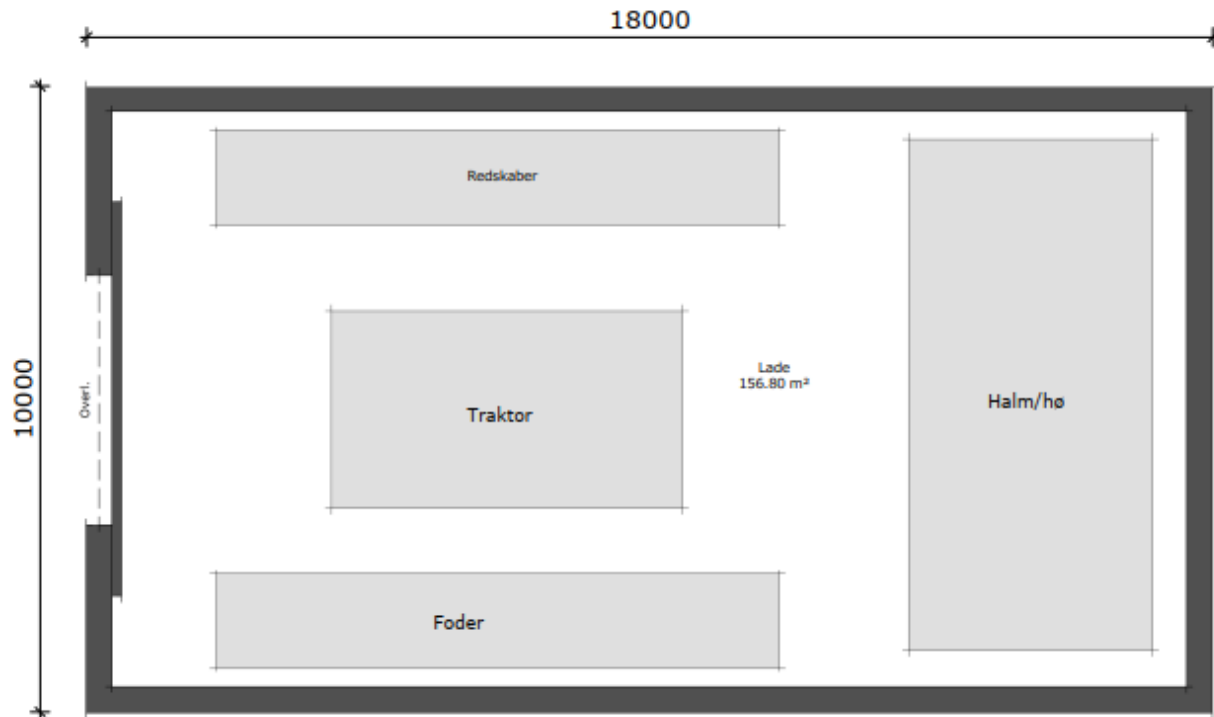 18000
Redskaber
10000
Overl.
Lade
156.80 m²
Traktor
Halm/hø
Foder